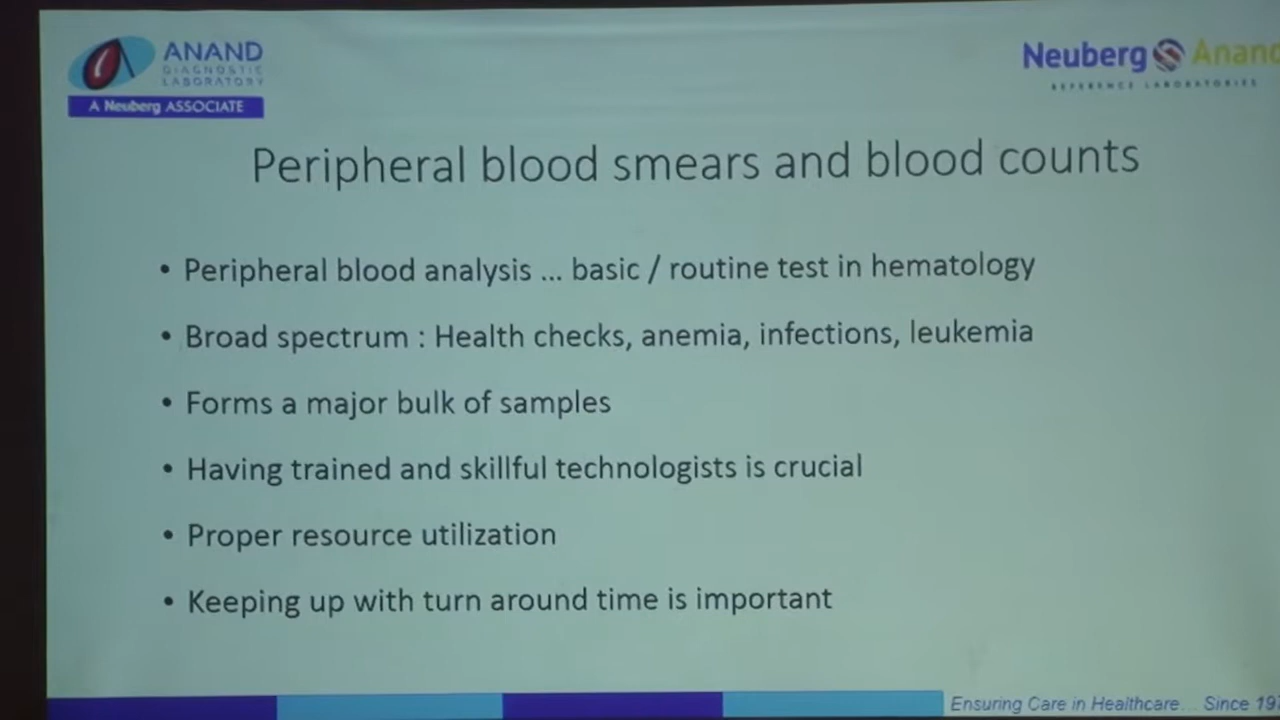 ANAND
DIAGNOSTIC
LABORATORY
A Neuberg ASSOCIATE
Neuberg Anand
REFERENCE LABORATORIES
Peripheral blood smears and blood counts
• Peripheral blood analysis ... basic / routine test in hematology
• Broad spectrum : Health checks, anemia, infections, leukemia
• Forms a major bulk of samples
• Having trained and skillful technologists is crucial
• Proper resource utilization
• Keeping up with turn around time is important
Ensuring Care in Healthcare... Since